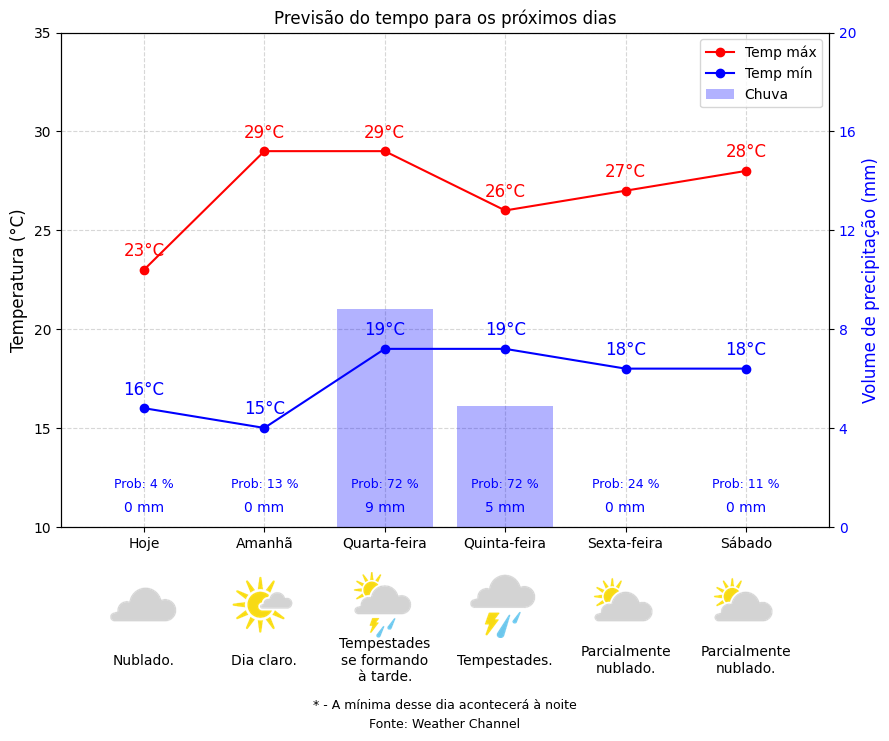 Previsão do tempo para os próximos dias
Temperatura (°C)
35
30
25
20
15
10
Volume de precipitação (mm)
20
16
12
8
4
0
Temp máx
Temp mín
Chuva
23°C
29°C
29°C
26°C
27°C
28°C
16°C
15°C
19°C
19°C
18°C
18°C
Prob: 4 %
Prob: 13 %
Prob: 72 %
Prob: 72 %
Prob: 24 %
Prob: 11 %
0 mm
0 mm
9 mm
5 mm
0 mm
0 mm
Hoje
Amanhã
Quarta-feira
Quinta-feira
Sexta-feira
Sábado
Nublado.
Dia claro.
Tempestades
se formando
à tarde.
Tempestades.
Parcialmente
nublado.
Parcialmente
nublado.
* - A mínima desse dia acontecerá à noite
Fonte: Weather Channel